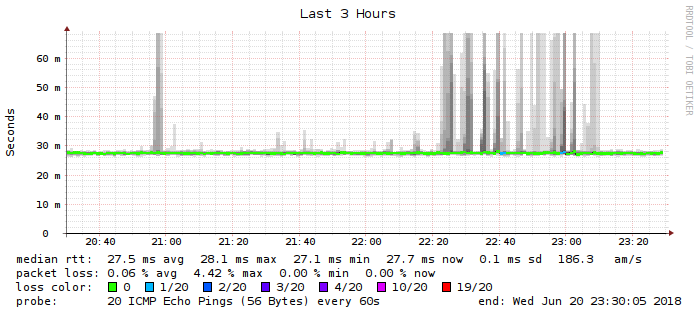 Last 3 Hours
RRDTOOL / TOBI OETIKER
Seconds
60 m
50 m
40 m
30 m
20 m
10 m
0
20:40 21:00 21:20 21:40 22:00 22:20 22:40 23:00 23:20
median rtt: 27.5 ms avg 28.1 ms max 27.1 ms min 27.7 ms now 0.1 ms sd 186.3 am/s
packet loss: 0.06 % avg 4.42 % max 0.00 % min 0.00 % now
loss color: 0 1/20 2/20 3/20 4/20 10/20 19/20
probe: 20 ICMP Echo Pings (56 Bytes) every 60s end: Wed Jun 20 23:30:05 2018